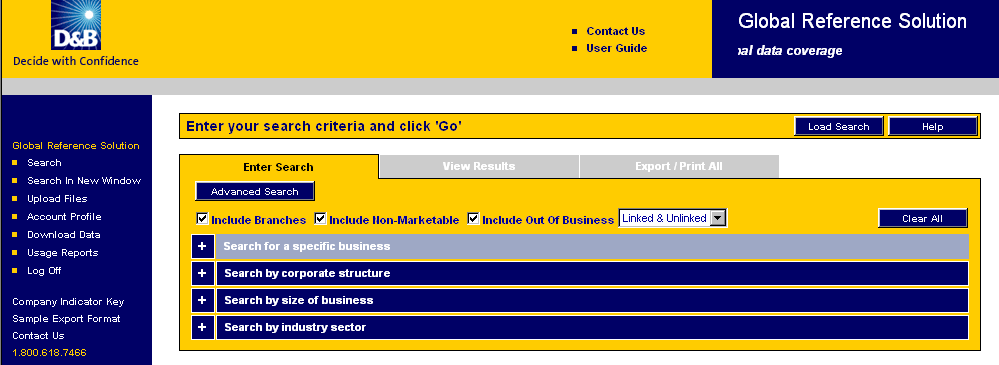 D&B
Decide with Confidence
Contact Us
User Guide
Global Reference Solution
al data coverage
Global Reference Solution
Search
Search In New Window
Upload Files
Account Profile
Download Data
Usage Reports
Log Off
Company Indicator Key
Sample Export Format
Contact Us
1.800.618.7466
Enter your search criteria and click 'Go'
Load Search
Help
Enter Search
View Results
Export / Print All
Advanced Search
Include Branches
Include Non-Marketable
Include Out Of Business
Linked & Unlinked
Clear All
+ Search for a specific business
+ Search by corporate structure
+ Search by size of business
+ Search by industry sector